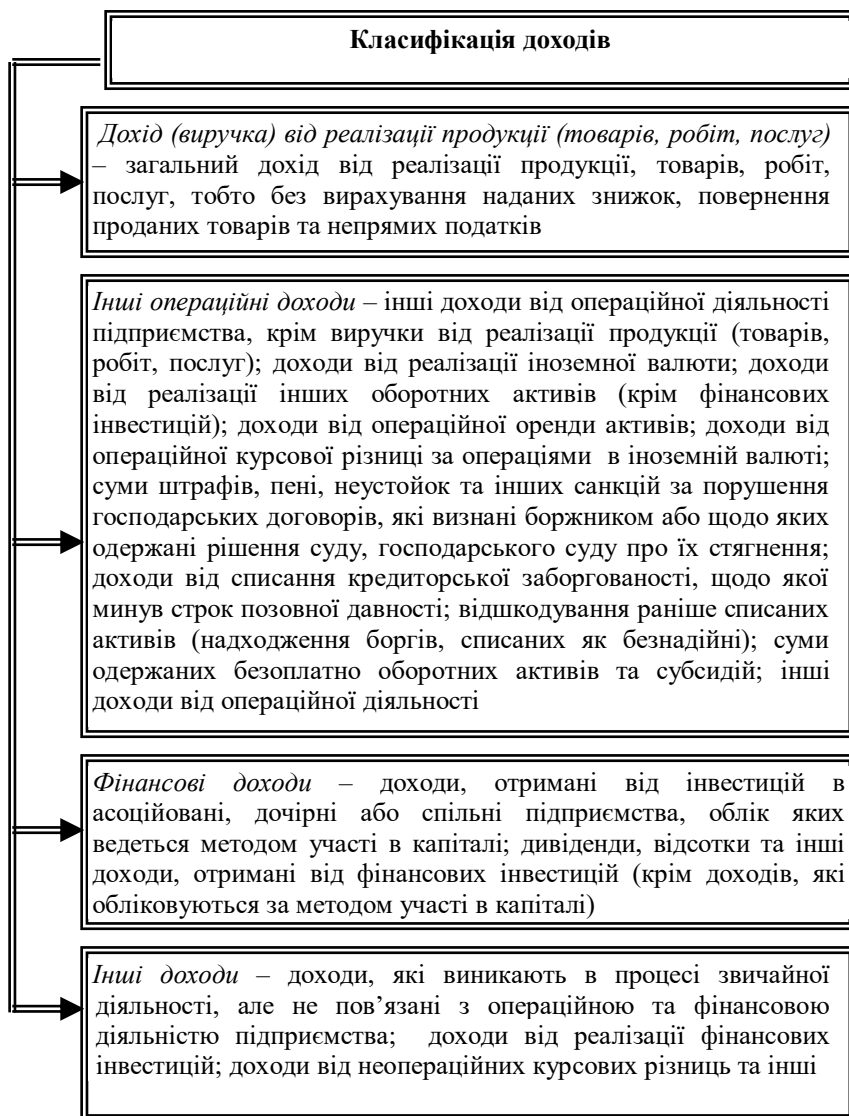 Класифікація доходів
Дохід (виручка) від реалізації продукції (товарів, робіт, послуг)
– загальний дохід від реалізації продукції, товарів, робіт,
послуг, тобто без вирахування наданих знижок, повернення
проданих товарів та непрямих податків
Інші операційні доходи – інші доходи від операційної діяльності
підприємства, крім виручки від реалізації продукції (товарів,
робіт, послуг); доходи від реалізації іноземної валюти; доходи
від реалізації інших оборотних активів (крім фінансових
інвестицій); доходи від операційної оренди активів; доходи від
операційної курсової різниці за операціями в іноземній валюті;
суми штрафів, пені, неустойок та інших санкцій за порушення
господарських договорів, які визнані боржником або щодо яких
одержані рішення суду, господарського суду про їх стягнення;
доходи від списання кредиторської заборгованості, щодо якої
минув строк позовної давності; відшкодування раніше списаних
активів (надходження боргів, списаних як безнадійні); суми
одержаних безоплатно оборотних активів та субсидій; інші
доходи від операційної діяльності
Фінансові доходи – доходи, отримані від інвестицій в
асоційовані, дочірні або спільні підприємства, облік яких
ведеться методом участі в капіталі; дивіденди, відсотки та інші
доходи, отримані від фінансових інвестицій (крім доходів, які
обліковуються за методом участі в капіталі)
Інші доходи – доходи, які виникають в процесі звичайної
діяльності, але не пов’язані з операційною та фінансовою
діяльністю підприємства; доходи від реалізації фінансових
інвестицій; доходи від неопераційних курсових різниць та інші